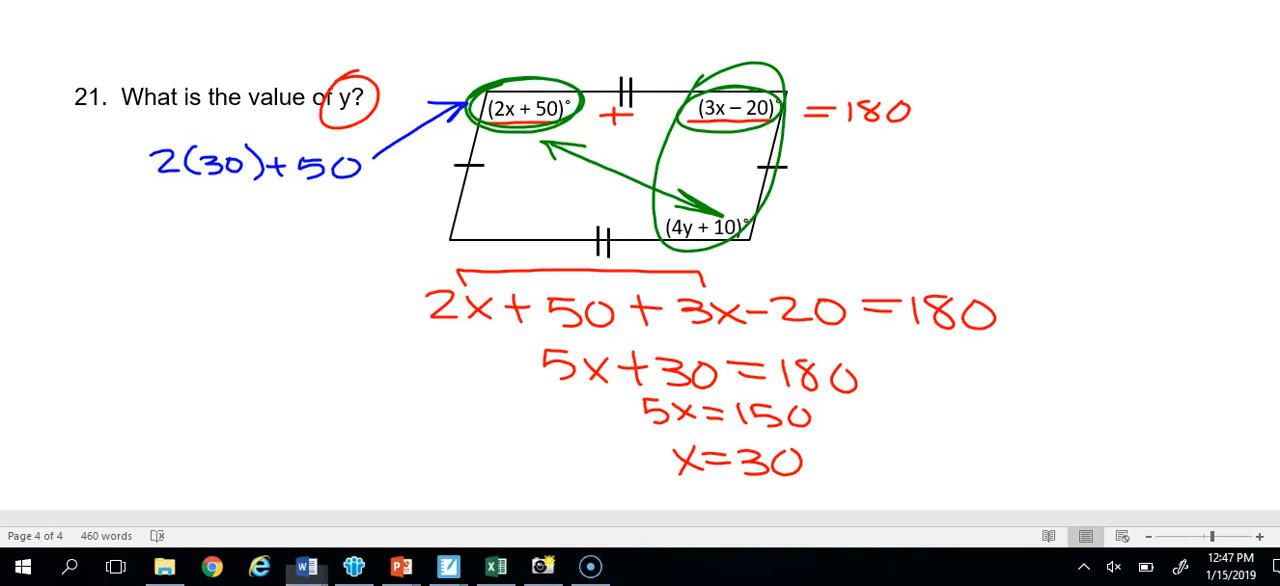 21. What is the value of y?
(2x + 50)° + (3x – 20)° = 180
2(30) + 50
(4y + 10)°
2x + 50 + 3x - 20 = 180
5x + 30 = 180
5x = 150
x = 30
Page 4 of 4 460 words
12:47 PM
1/15/2019